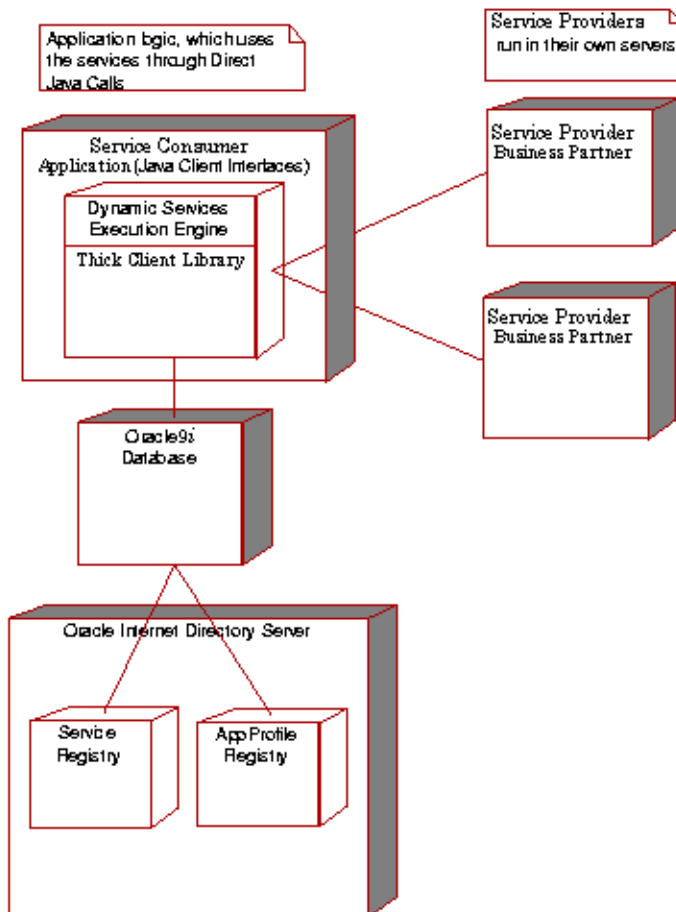 Application logic, which uses
the services through Direct
Java Calls
Service Providers
run in their own servers
Service Consumer
Application (Java Client Interfaces)
Dynamic Services
Execution Engine
Thick Client Library
Service Provider
Business Partner
Service Provider
Business Partner
Oracle9i
Database
Oracle Internet Directory Server
Service
Registry
App Profile
Registry